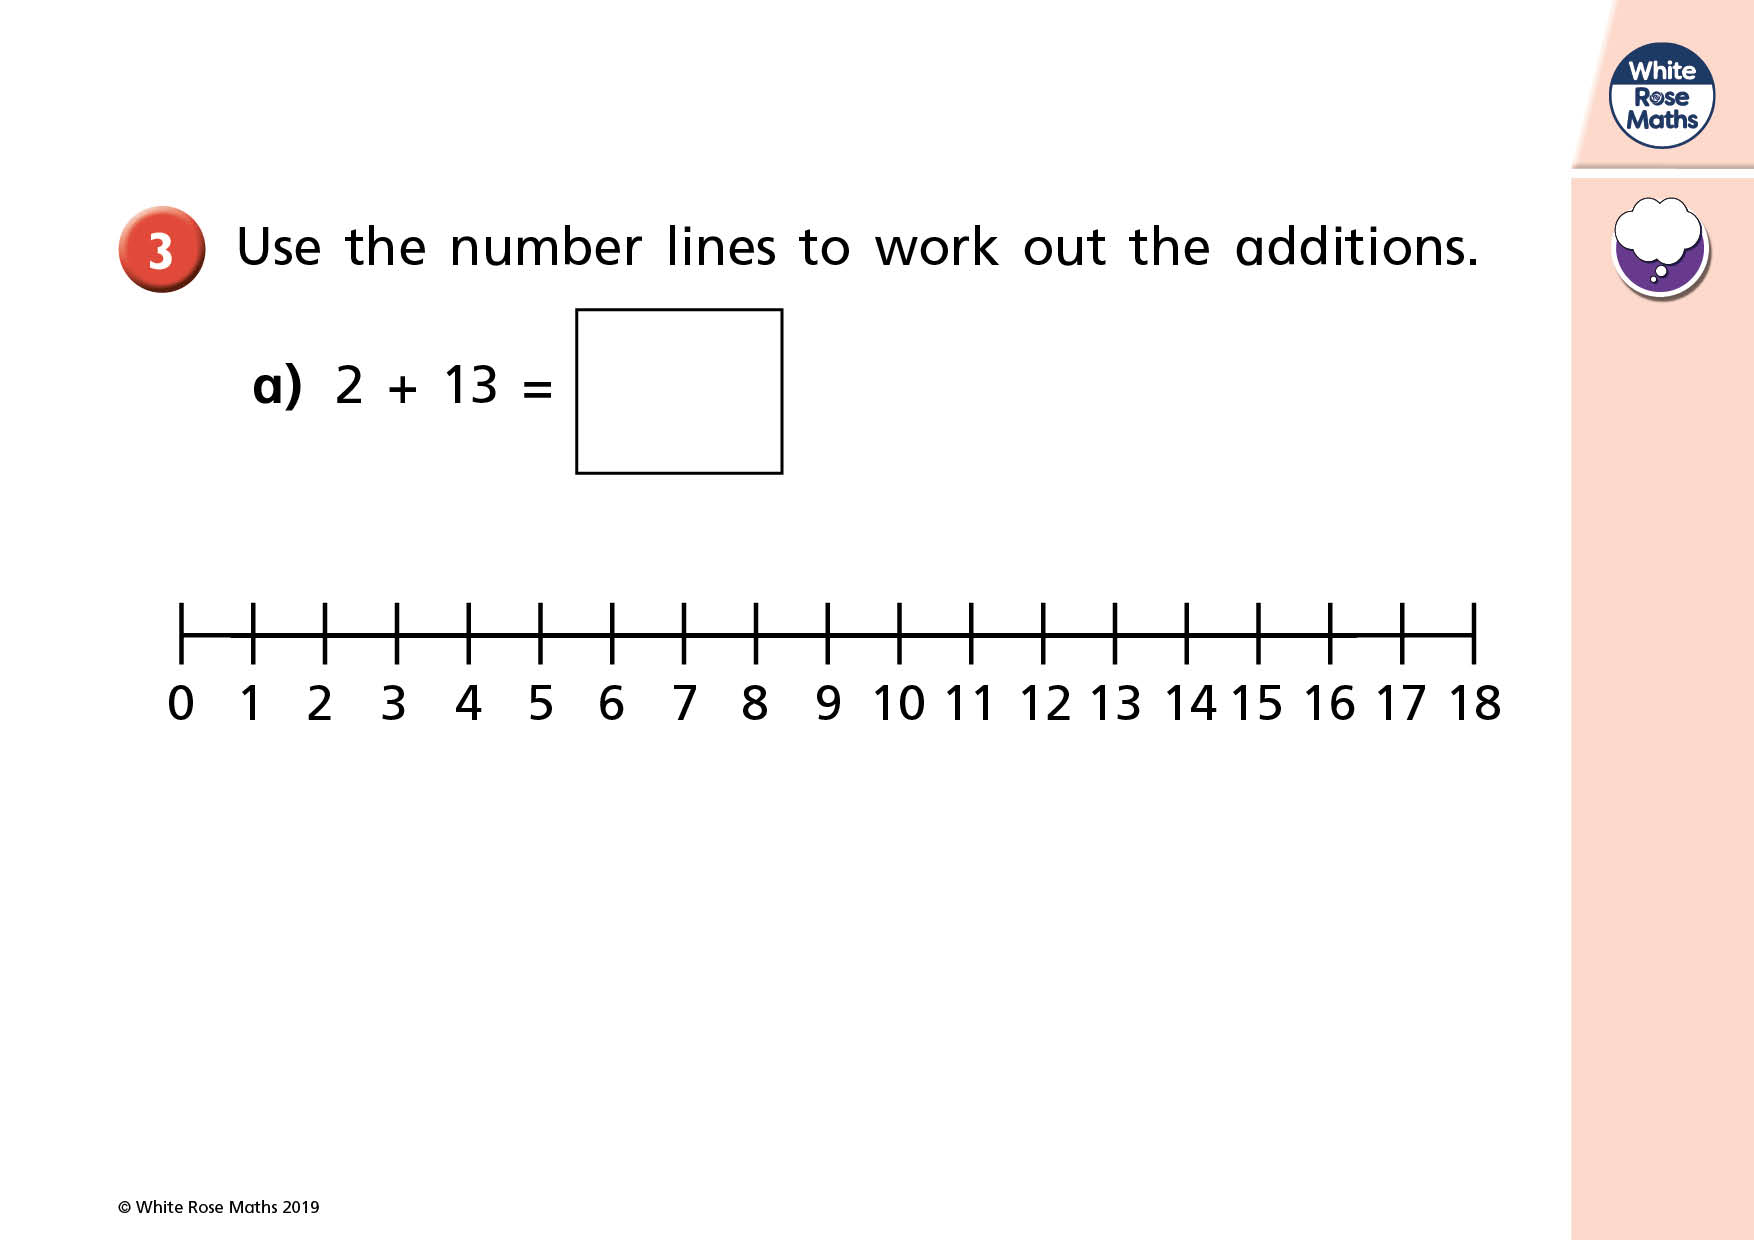 White
Rose
Maths
3 Use the number lines to work out the additions.
a) 2 + 13 =
0 1 2 3 4 5 6 7 8 9 10 11 12 13 14 15 16 17 18
© White Rose Maths 2019